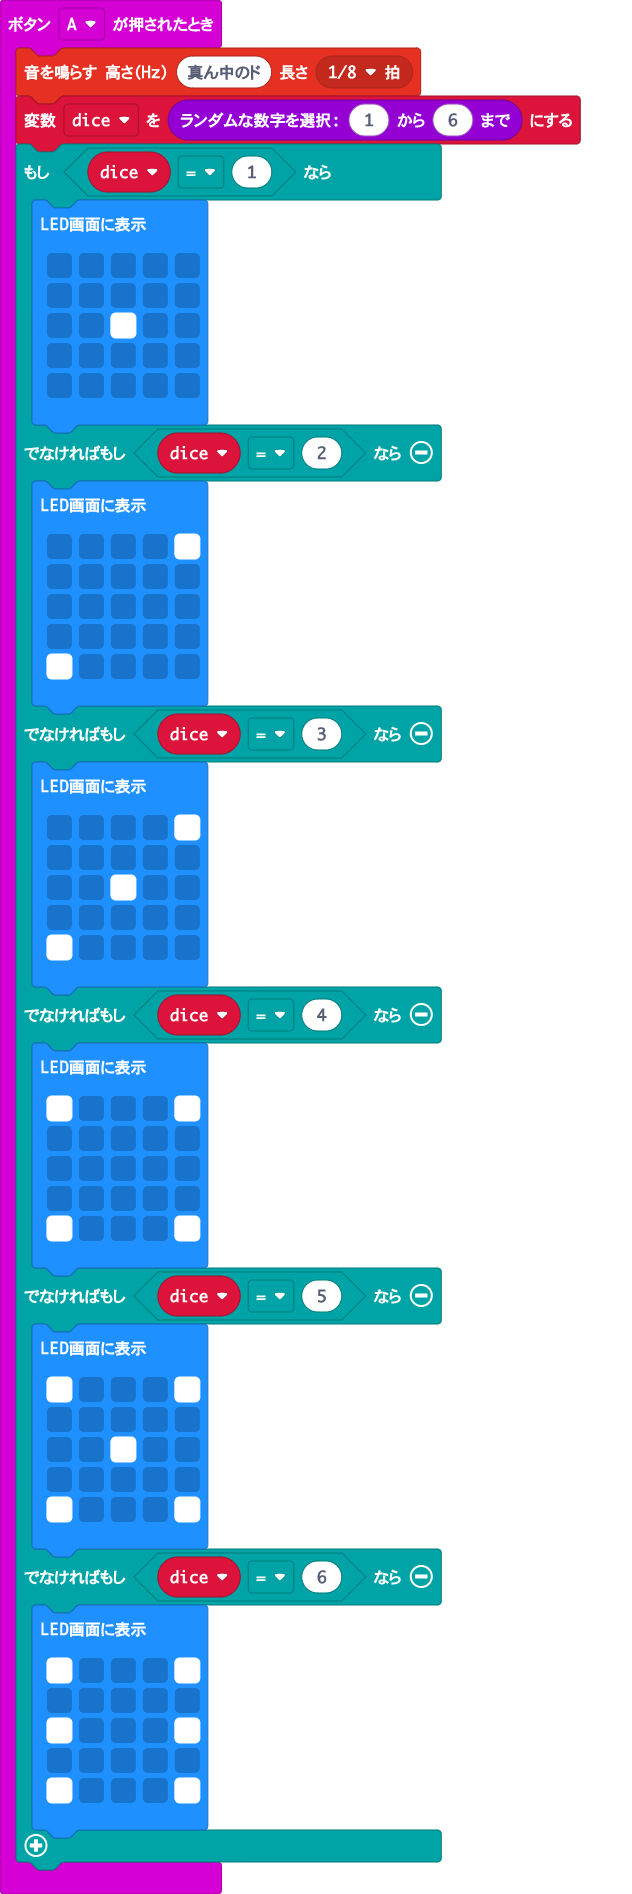 ボタン A が押されたとき
音を鳴らす 高さ(Hz) 真ん中のド 長さ 1/8 拍
変数 dice を ランダムな数字を選択: 1 から 6 まで にする
もし dice = 1 なら
LED画面に表示
でなければもし dice = 2 なら
LED画面に表示
でなければもし dice = 3 なら
LED画面に表示
でなければもし dice = 4 なら
LED画面に表示
でなければもし dice = 5 なら
LED画面に表示
でなければもし dice = 6 なら
LED画面に表示